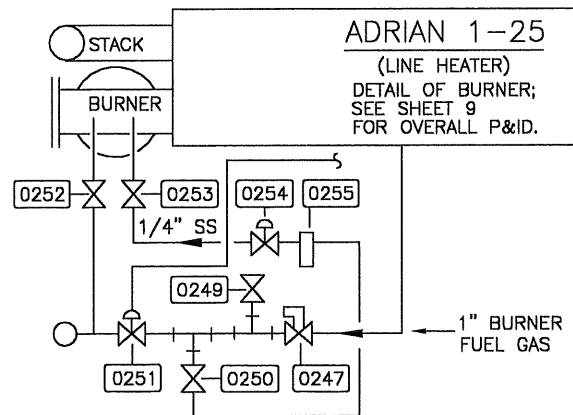 ADRIAN 1-25
(LINE HEATER)
DETAIL OF BURNER;
SEE SHEET 9
FOR OVERALL P&ID.
STACK
BURNER
0252
0253
0254
0255
1/4" SS
0249
1" BURNER
FUEL GAS
0251
0250
0247